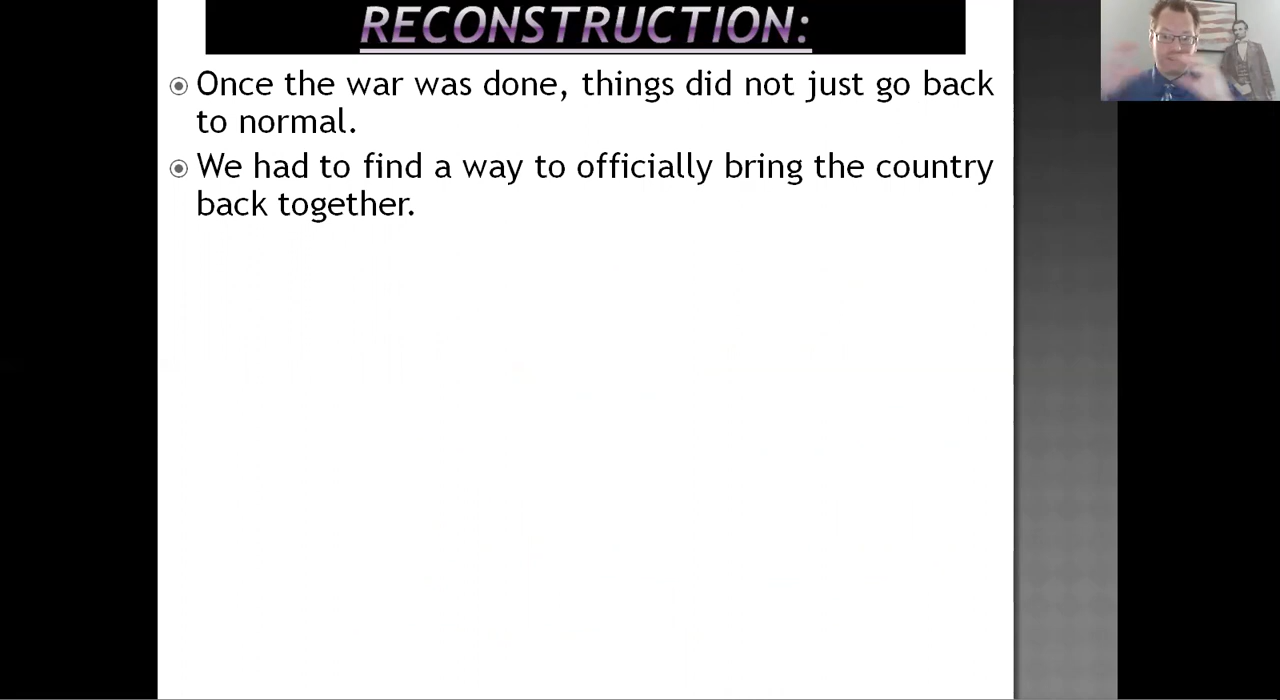 RECONSTRUCTION:
Once the war was done, things did not just go back
to normal.
We had to find a way to officially bring the country
back together.